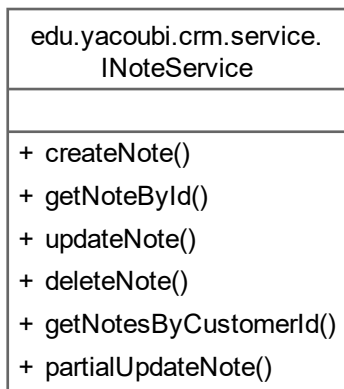 edu.yacoubi.crm.service.
INoteService
+ createNote()
+ getNoteById()
+ updateNote()
+ deleteNote()
+ getNotesByCustomerId()
+ partialUpdateNote()